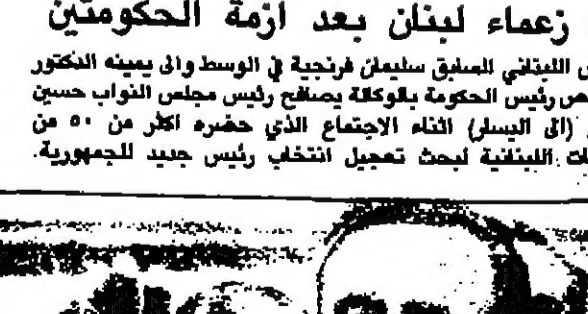 زعماء لبنان بعد أزمة الحكومتين
اللبناني السابق سليمان فرنجية في الوسط والى يمينه الدكتور
ص رئيس الحكومة بالوكالة يصافح رئيس مجلس النواب حسين
(الى اليسار) اثناء الاجتماع الذي حضره اكثر من ٥٠ من
ات اللبنانية لبحث تعجيل انتخاب رئيس جديد للجمهورية.